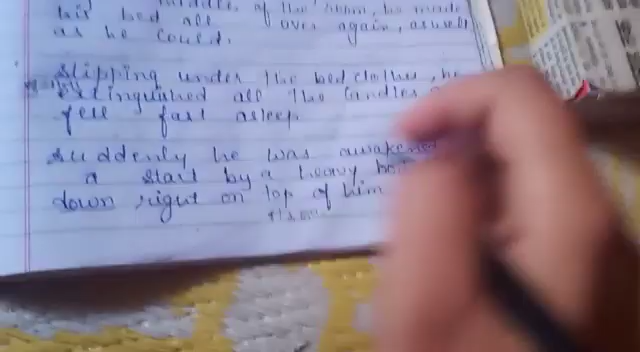 middle of the room, he made
his bed all over again, as well
as he could.
Slipping under the bed clothes, he
extinguished all the candles
fell fast asleep.
Suddenly he was awakened
a start by a heavy
down right on top of him